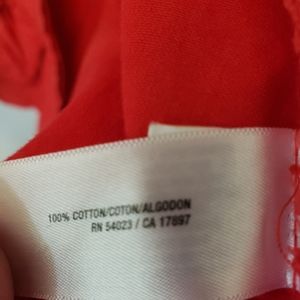 100% COTTON/COTON/ALGODON
RN 54023 / CA 17897